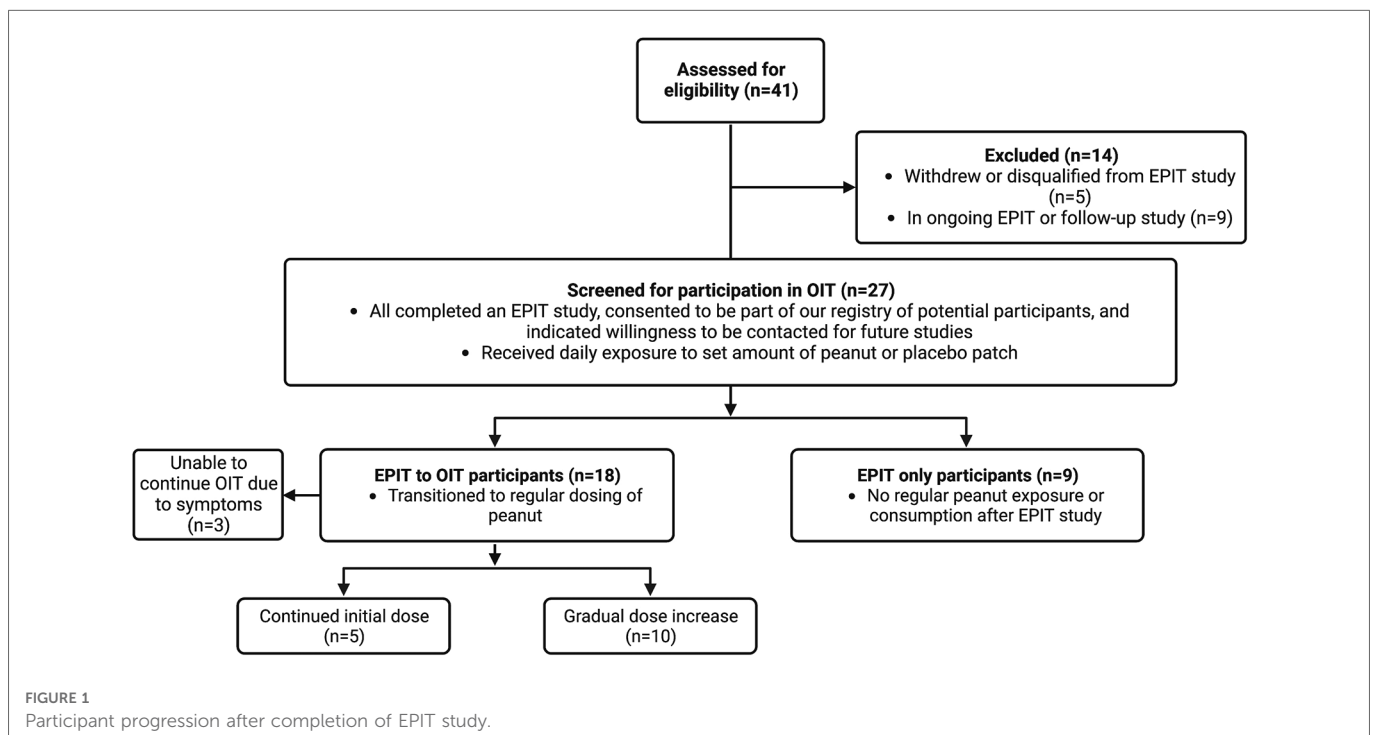 Assessed for
eligibility (n=41)
Excluded (n=14)
• Withdrew or disqualified from EPIT study
(n=5)
• In ongoing EPIT or follow-up study (n=9)
Screened for participation in OIT (n=27)
• All completed an EPIT study, consented to be part of our registry of potential participants, and
indicated willingness to be contacted for future studies
• Received daily exposure to set amount of peanut or placebo patch
Unable to
continue OIT due
to symptoms
(n=3)
EPIT to OIT participants (n=18)
• Transitioned to regular dosing of
peanut
EPIT only participants (n=9)
• No regular peanut exposure or
consumption after EPIT study
Continued initial dose
(n=5)
Gradual dose increase
(n=10)
FIGURE 1
Participant progression after completion of EPIT study.